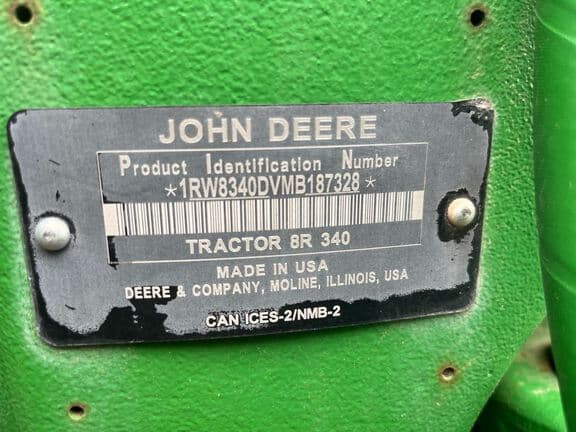 JOHN DEERE
Product Identification Number
*1RW8340DVMB187328*
TRACTOR 8R 340
MADE IN USA
DEERE & COMPANY, MOLINE, ILLINOIS, USA
CAN ICES-2/NMB-2